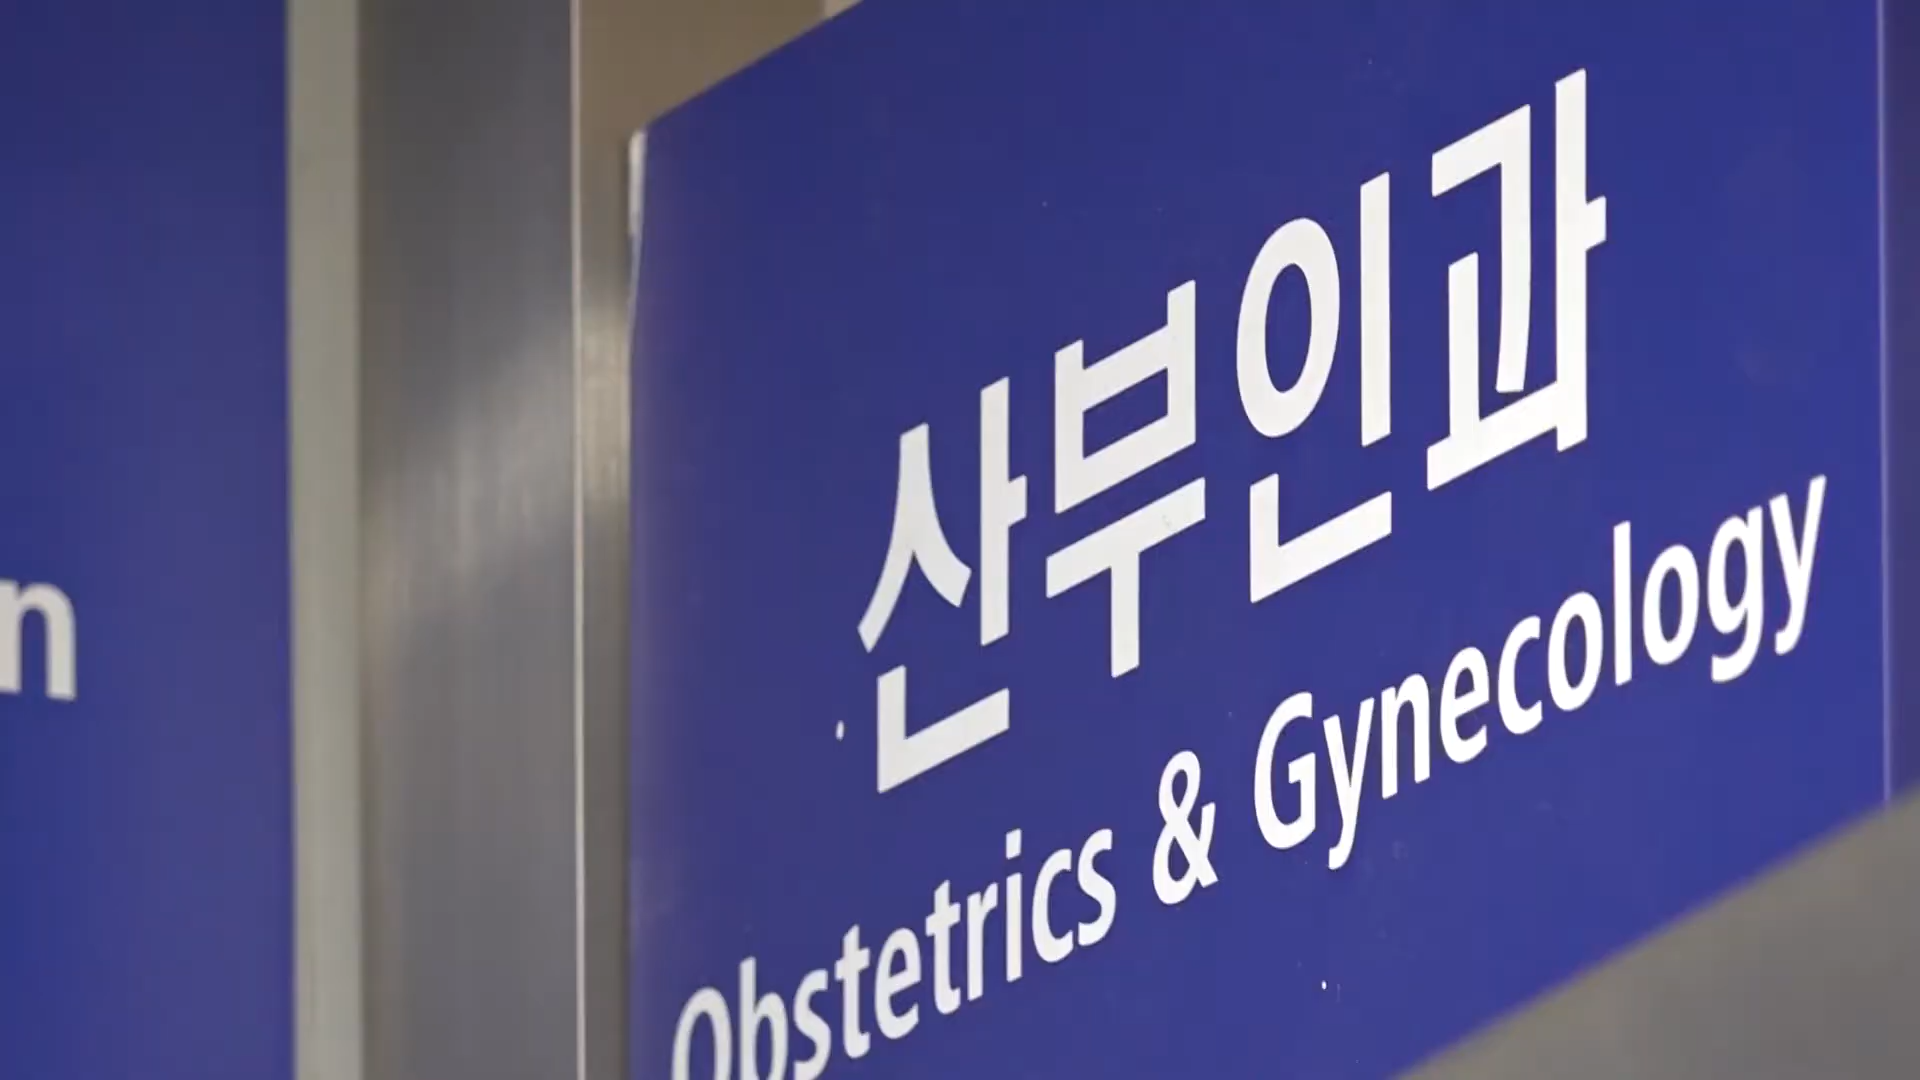 산부인과
Obstetrics & Gynecology